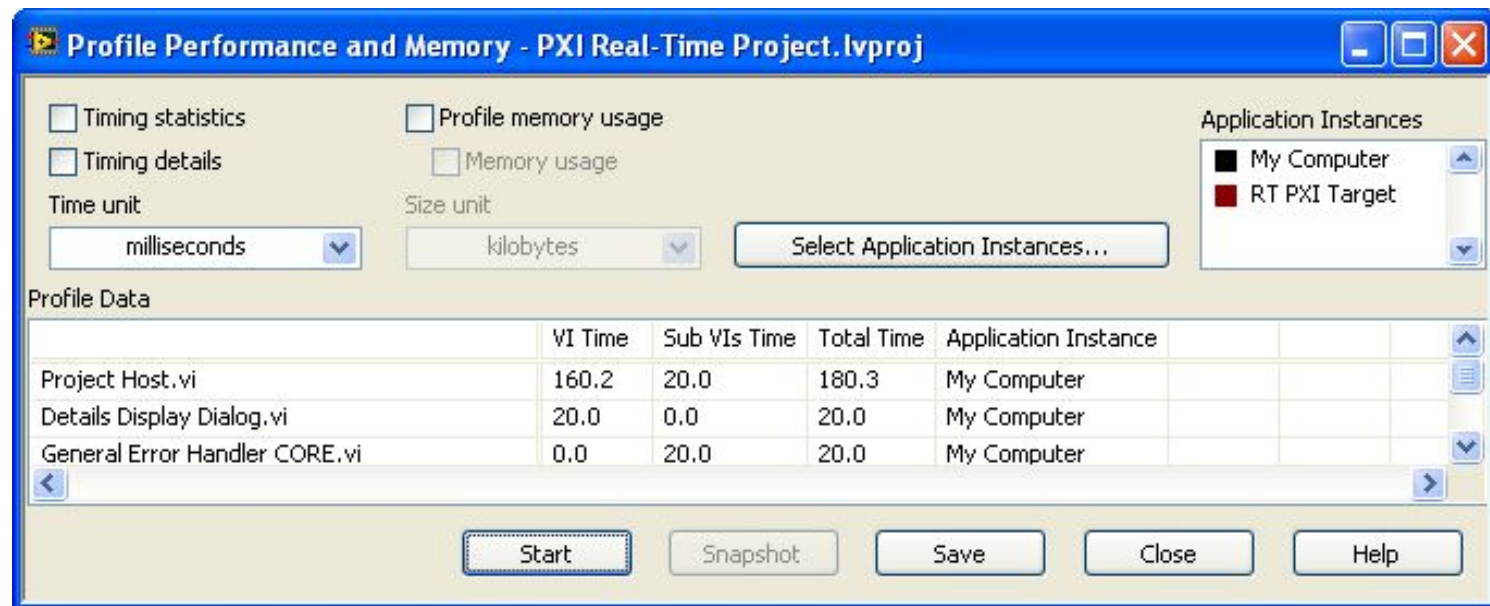 Profile Performance and Memory - PXI Real-Time Project.lvproj
Timing statistics
Profile memory usage
Application Instances
Timing details
Memory usage
My Computer
RT PXI Target
Time unit
Size unit
milliseconds
kilobytes
Select Application Instances...
Profile Data
VI Time Sub VIs Time Total Time Application Instance
Project Host.vi 160.2 20.0 180.3 My Computer
Details Display Dialog.vi 20.0 0.0 20.0 My Computer
General Error Handler CORE.vi 0.0 20.0 20.0 My Computer
Start Snapshot Save Close Help